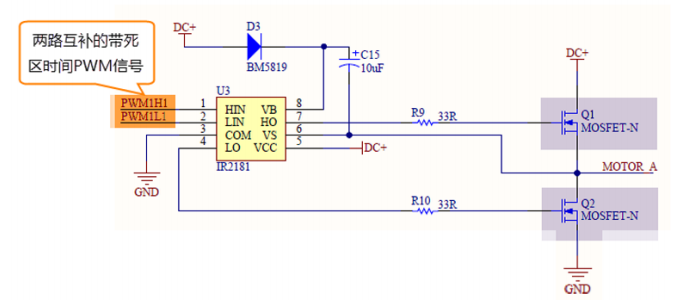 两路互补的带死
区时间PWM信号
DC+
D3
BM5819
C15
10uF
DC+
U3
PWM1H1
PWM1L1
1
2
3
4
HIN
LIN
COM
LO
VB
HO
VS
VCC
8
7
6
5
IR2181
DC+
R9
33R
Q1
MOSFET-N
MOTOR_A
GND
R10
33R
Q2
MOSFET-N
GND